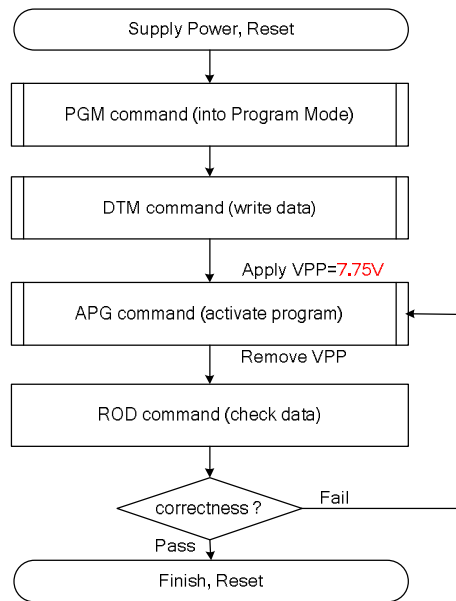 Supply Power, Reset
PGM command (into Program Mode)
DTM command (write data)
Apply VPP=7.75V
APG command (activate program)
Remove VPP
ROD command (check data)
correctness ?
Fail
Pass
Finish, Reset